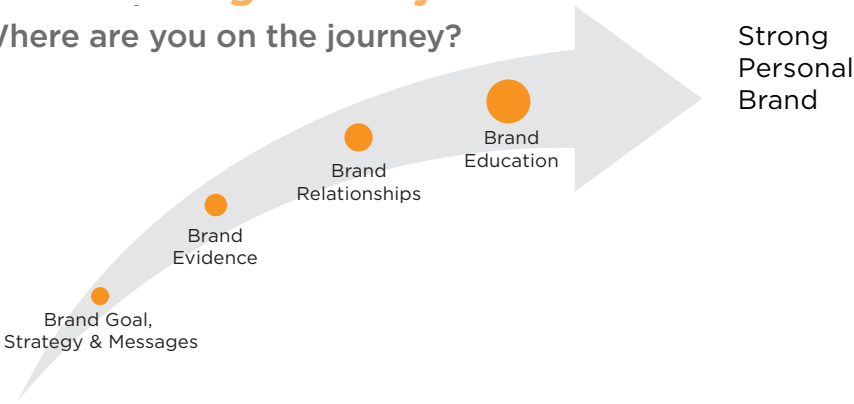 Where are you on the journey?
Strong
Personal
Brand
Brand
Education
Brand
Relationships
Brand
Evidence
Brand Goal,
Strategy & Messages